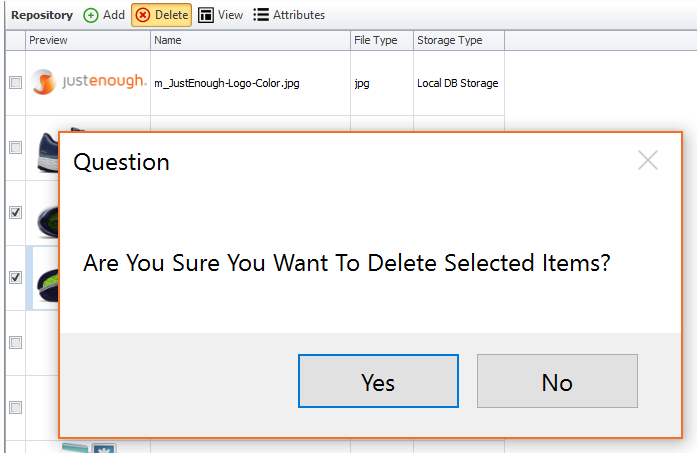 Repository Add Delete View Attributes
Preview Name File Type Storage Type
justenough. m_JustEnough-Logo-Color.jpg jpg Local DB Storage
Question
Are You Sure You Want To Delete Selected Items?
Yes No